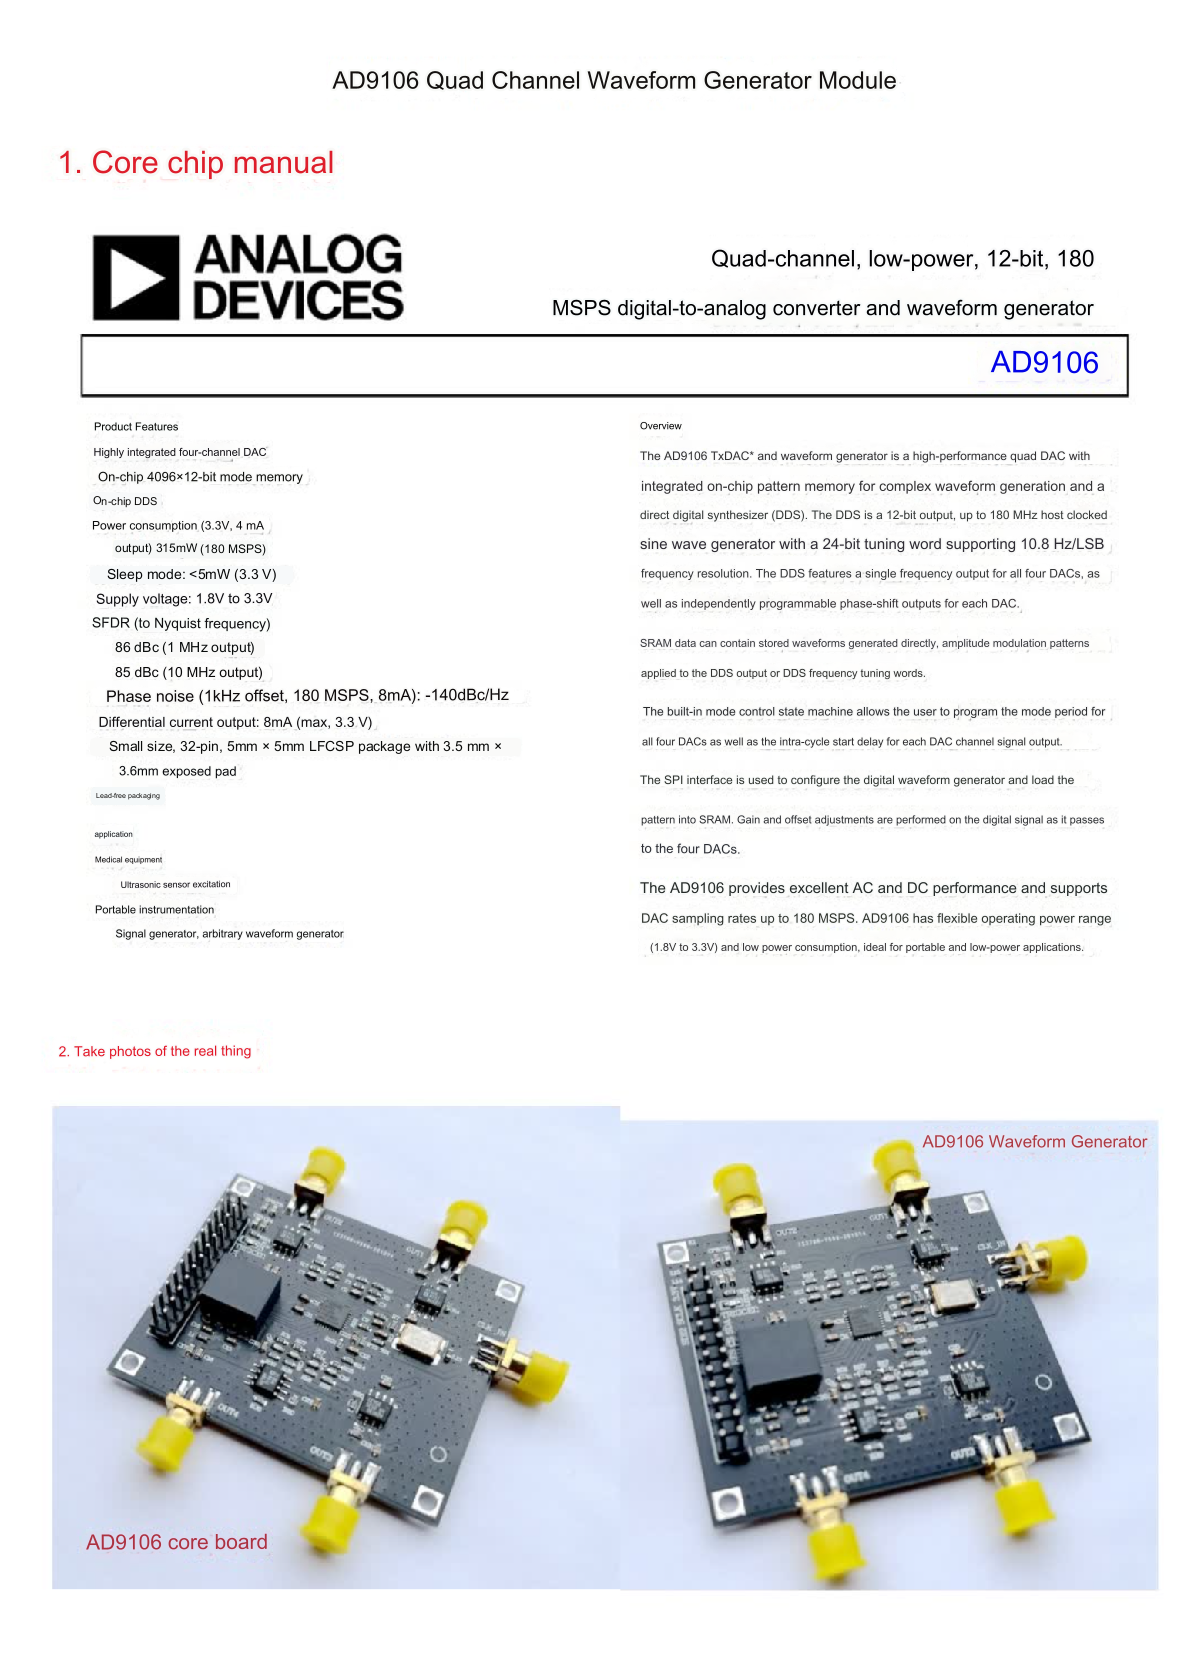 AD9106 Quad Channel Waveform Generator Module
1. Core chip manual
ANALOG
DEVICES
Quad-channel, low-power, 12-bit, 180
MSPS digital-to-analog converter and waveform generator
AD9106
Product Features
Highly integrated four-channel DAC
On-chip 4096×12-bit mode memory
On-chip DDS
Power consumption (3.3V, 4 mA
output) 315mW (180 MSPS)
Sleep mode: <5mW (3.3 V)
Supply voltage: 1.8V to 3.3V
SFDR (to Nyquist frequency)
86 dBc (1 MHz output)
85 dBc (10 MHz output)
Phase noise (1kHz offset, 180 MSPS, 8mA): -140dBc/Hz
Differential current output: 8mA (max, 3.3 V)
Small size, 32-pin, 5mm × 5mm LFCSP package with 3.5 mm ×
3.6mm exposed pad
Lead-free packaging
application
Medical equipment
Ultrasonic sensor excitation
Portable instrumentation
Signal generator, arbitrary waveform generator
Overview
The AD9106 TxDAC* and waveform generator is a high-performance quad DAC with
integrated on-chip pattern memory for complex waveform generation and a
direct digital synthesizer (DDS). The DDS is a 12-bit output, up to 180 MHz host clocked
sine wave generator with a 24-bit tuning word supporting 10.8 Hz/LSB
frequency resolution. The DDS features a single frequency output for all four DACs, as
well as independently programmable phase-shift outputs for each DAC.
SRAM data can contain stored waveforms generated directly, amplitude modulation patterns
applied to the DDS output or DDS frequency tuning words.
The built-in mode control state machine allows the user to program the mode period for
all four DACs as well as the intra-cycle start delay for each DAC channel signal output.
The SPI interface is used to configure the digital waveform generator and load the
pattern into SRAM. Gain and offset adjustments are performed on the digital signal as it passes
to the four DACs.
The AD9106 provides excellent AC and DC performance and supports
DAC sampling rates up to 180 MSPS. AD9106 has flexible operating power range
(1.8V to 3.3V) and low power consumption, ideal for portable and low-power applications.
2. Take photos of the real thing
AD9106 Waveform Generator
OUT2
OUT1
OUT4
OUT3
OUT2
OUT1
CLK_IN
OUT3
OUT4
AD9106 core board